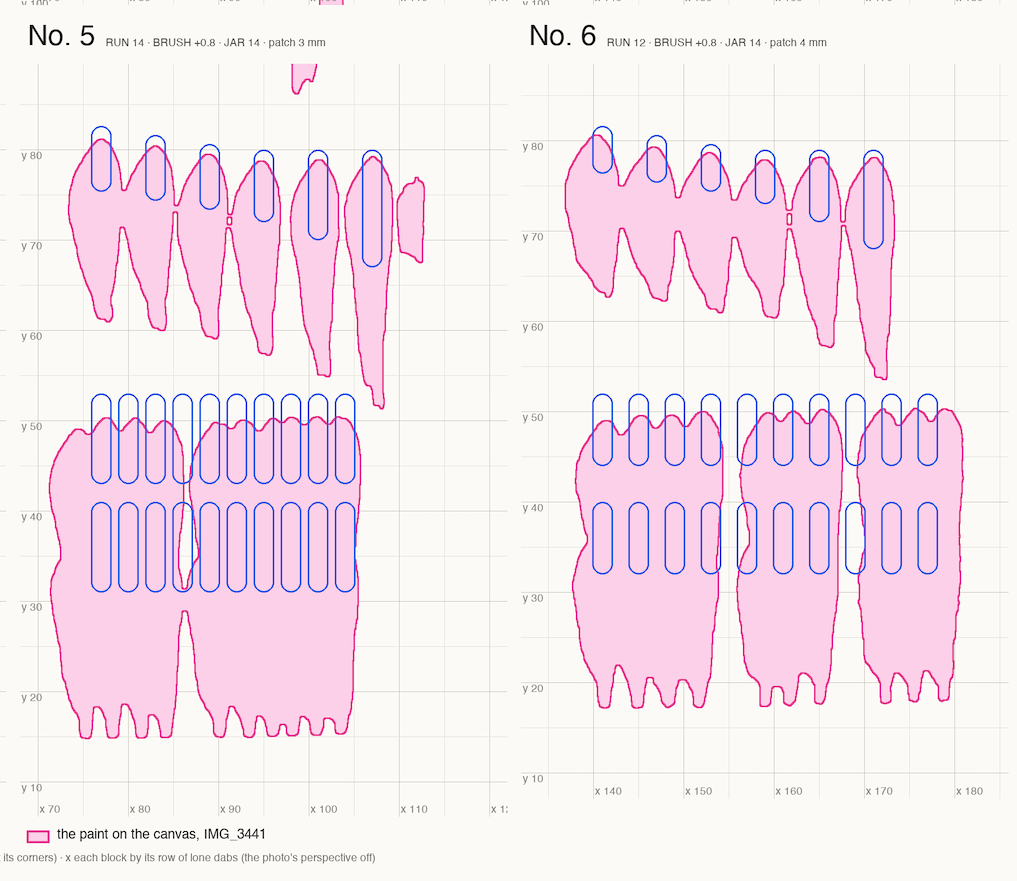 No. 5 RUN 14 · BRUSH +0.8 · JAR 14 · patch 3 mm
No. 6 RUN 12 · BRUSH +0.8 · JAR 14 · patch 4 mm
y 80
y 70
y 60
y 50
y 40
y 30
y 20
y 10
x 70
x 80
x 90
x 100
x 110
y 80
y 70
y 60
y 50
y 40
y 30
y 20
y 10
x 140
x 150
x 160
x 170
x 180
the paint on the canvas, IMG_3441
its corners) · x each block by its row of lone dabs (the photo's perspective off)